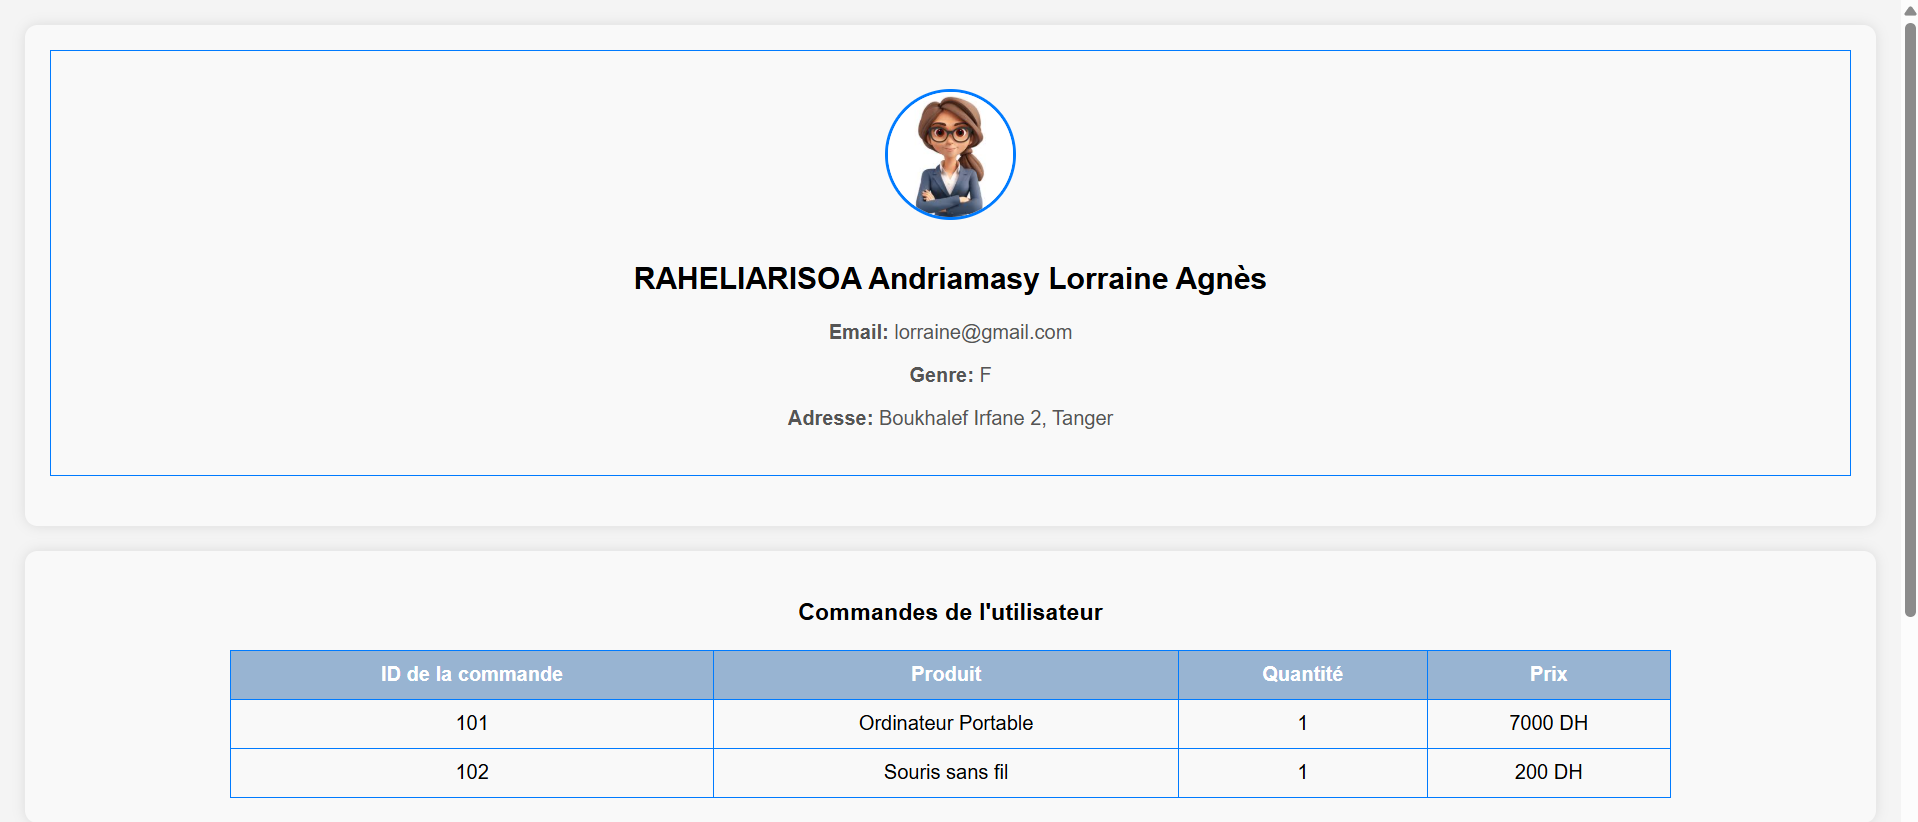 RAHELIARISOA Andriamasy Lorraine Agnès
Email: lorraine@gmail.com
Genre: F
Adresse: Boukhalef Irfane 2, Tanger
Commandes de l'utilisateur
ID de la commande Produit Quantité Prix
101 Ordinateur Portable 1 7000 DH
102 Souris sans fil 1 200 DH